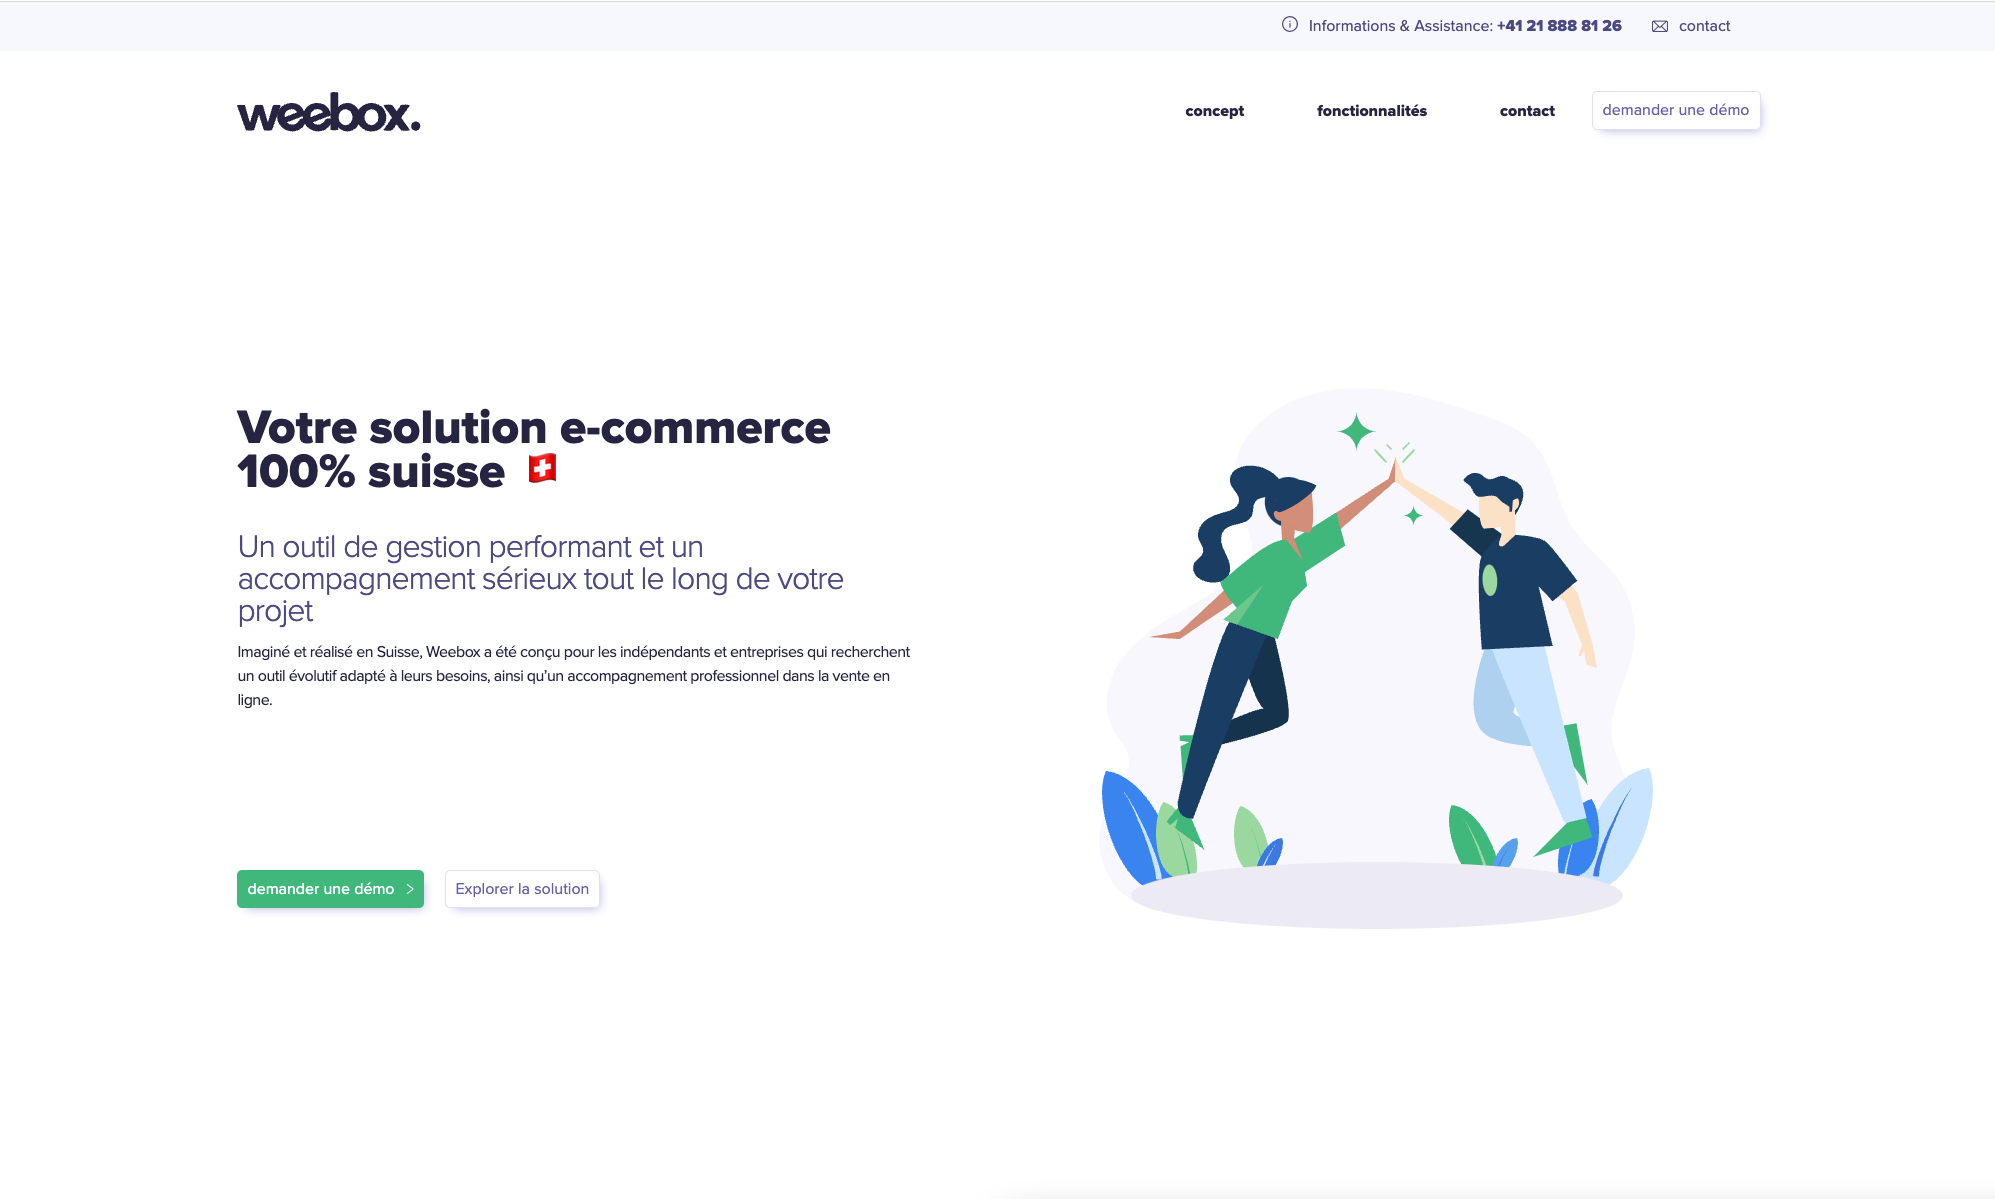 Informations & Assistance: +41 21 888 81 26 contact
weebox.
concept fonctionnalités contact demander une démo
Votre solution e-commerce
100% suisse
Un outil de gestion performant et un
accompagnement sérieux tout le long de votre
projet
Imaginé et réalisé en Suisse, Weebox a été conçu pour les indépendants et entreprises qui recherchent
un outil évolutif adapté à leurs besoins, ainsi qu’un accompagnement professionnel dans la vente en
ligne.
demander une démo > Explorer la solution